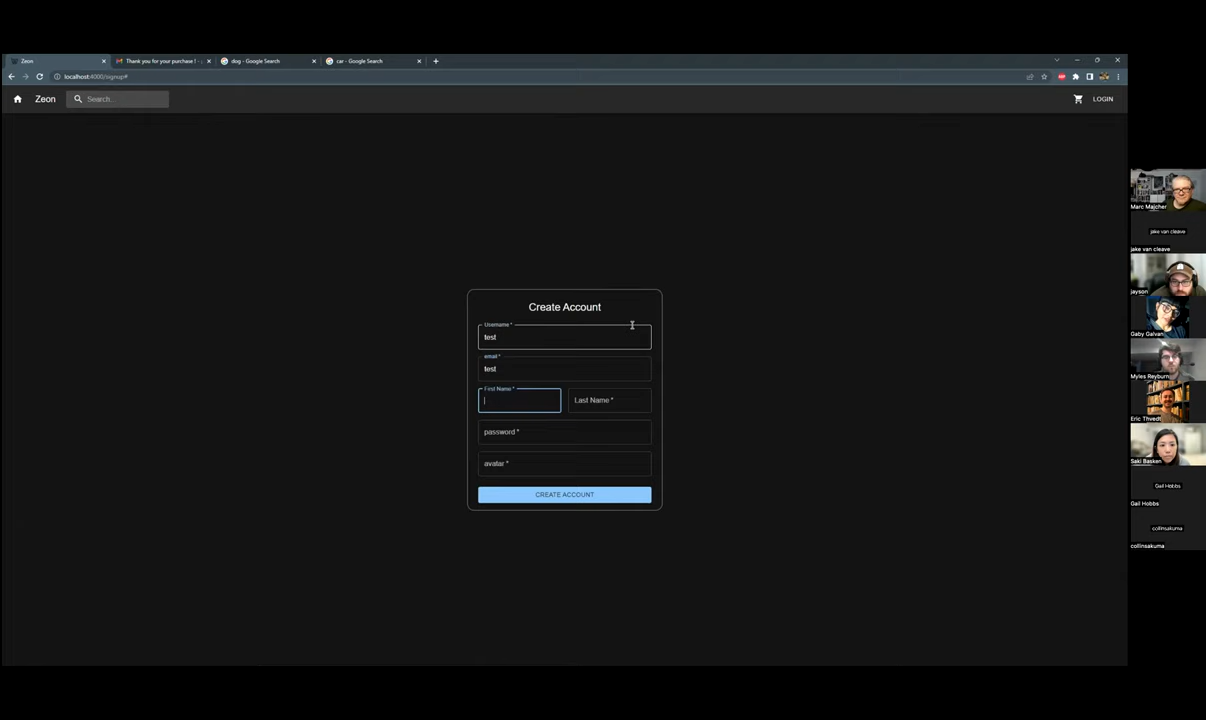 Zeon
Thank you for your purchase ! -
dog - Google Search
car - Google Search
localhost:4000/signup#
Zeon
Search...
LOGIN
Create Account
Username *
test
email *
test
First Name *
Last Name *
password *
avatar *
CREATE ACCOUNT
Marc Majcher
jake van cleave
jake van cleave
jayson
Gaby Galvan
Myles Reyburn
Eric Thvedt
Saki Basken
Gail Hobbs
Gail Hobbs
collinsakuma
collinsakuma